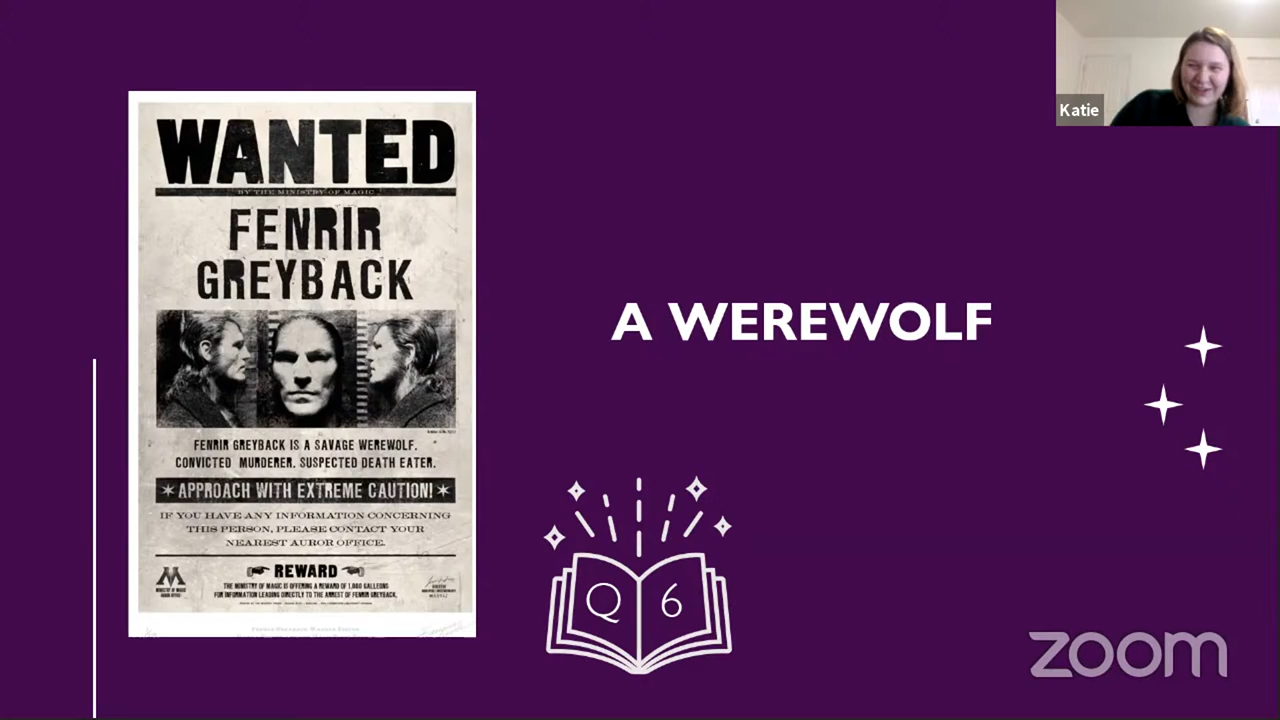 Katie
WANTED
BY THE MINISTRY OF MAGIC
FENRIR
GREYBACK
FENRIR GREYBACK IS A SAVAGE WEREWOLF.
CONVICTED MURDERER. SUSPECTED DEATH EATER.
APPROACH WITH EXTREME CAUTION!
IF YOU HAVE ANY INFORMATION CONCERNING
THIS PERSON, PLEASE CONTACT YOUR
NEAREST AUROR OFFICE.
REWARD
THE MINISTRY OF MAGIC IS OFFERING A REWARD OF 1,000 GALLEONS
FOR INFORMATION LEADING DIRECTLY TO THE ARREST OF FENRIR GREYBACK.
MINISTRY OF MAGIC
A WEREWOLF
Q 6
zoom